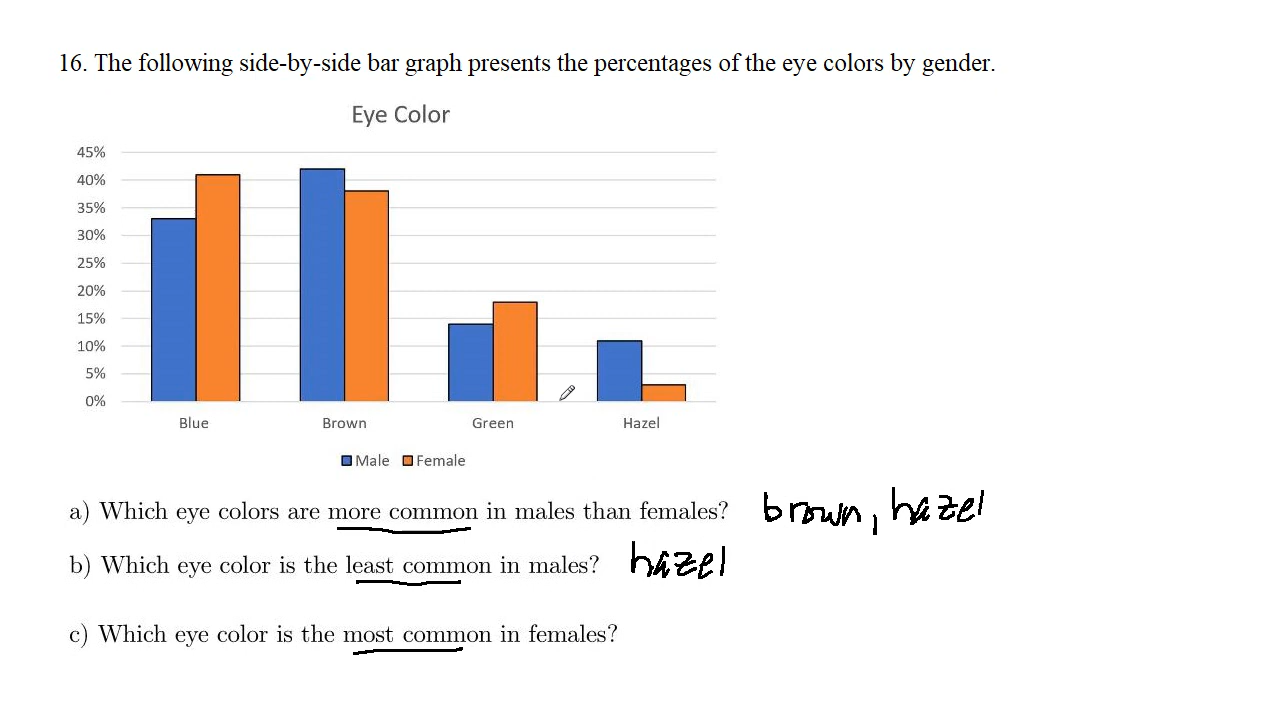 16. The following side-by-side bar graph presents the percentages of the eye colors by gender.
Eye Color
45%
40%
35%
30%
25%
20%
15%
10%
5%
0%
Blue Brown Green Hazel
Male Female
a) Which eye colors are more common in males than females? brown, hazel
b) Which eye color is the least common in males? hazel
c) Which eye color is the most common in females?